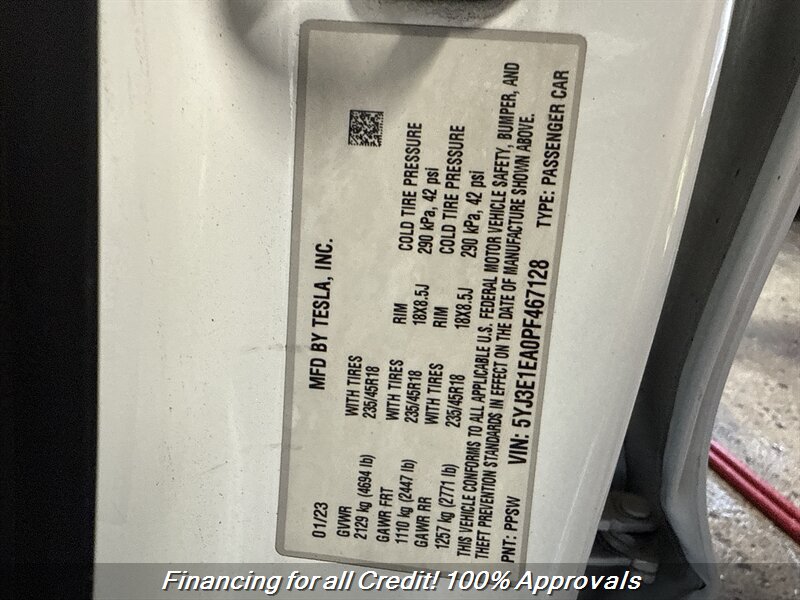 MFD BY TESLA, INC.
01/23
GVWR
2129 kg (4694 lb)
WITH TIRES
235/45R18
RIM
18X8.5J
COLD TIRE PRESSURE
290 kPa, 42 psi
GAWR FRT
1110 kg (2447 lb)
WITH TIRES
235/45R18
RIM
18X8.5J
COLD TIRE PRESSURE
290 kPa, 42 psi
GAWR RR
1257 kg (2771 lb)
WITH TIRES
235/45R18
THIS VEHICLE CONFORMS TO ALL APPLICABLE U.S. FEDERAL MOTOR VEHICLE SAFETY, BUMPER, AND
THEFT PREVENTION STANDARDS IN EFFECT ON THE DATE OF MANUFACTURE SHOWN ABOVE.
PNT: PPSW VIN: 5YJ3E1EA0PF467128 TYPE: PASSENGER CAR
Financing for all Credit! 100% Approvals